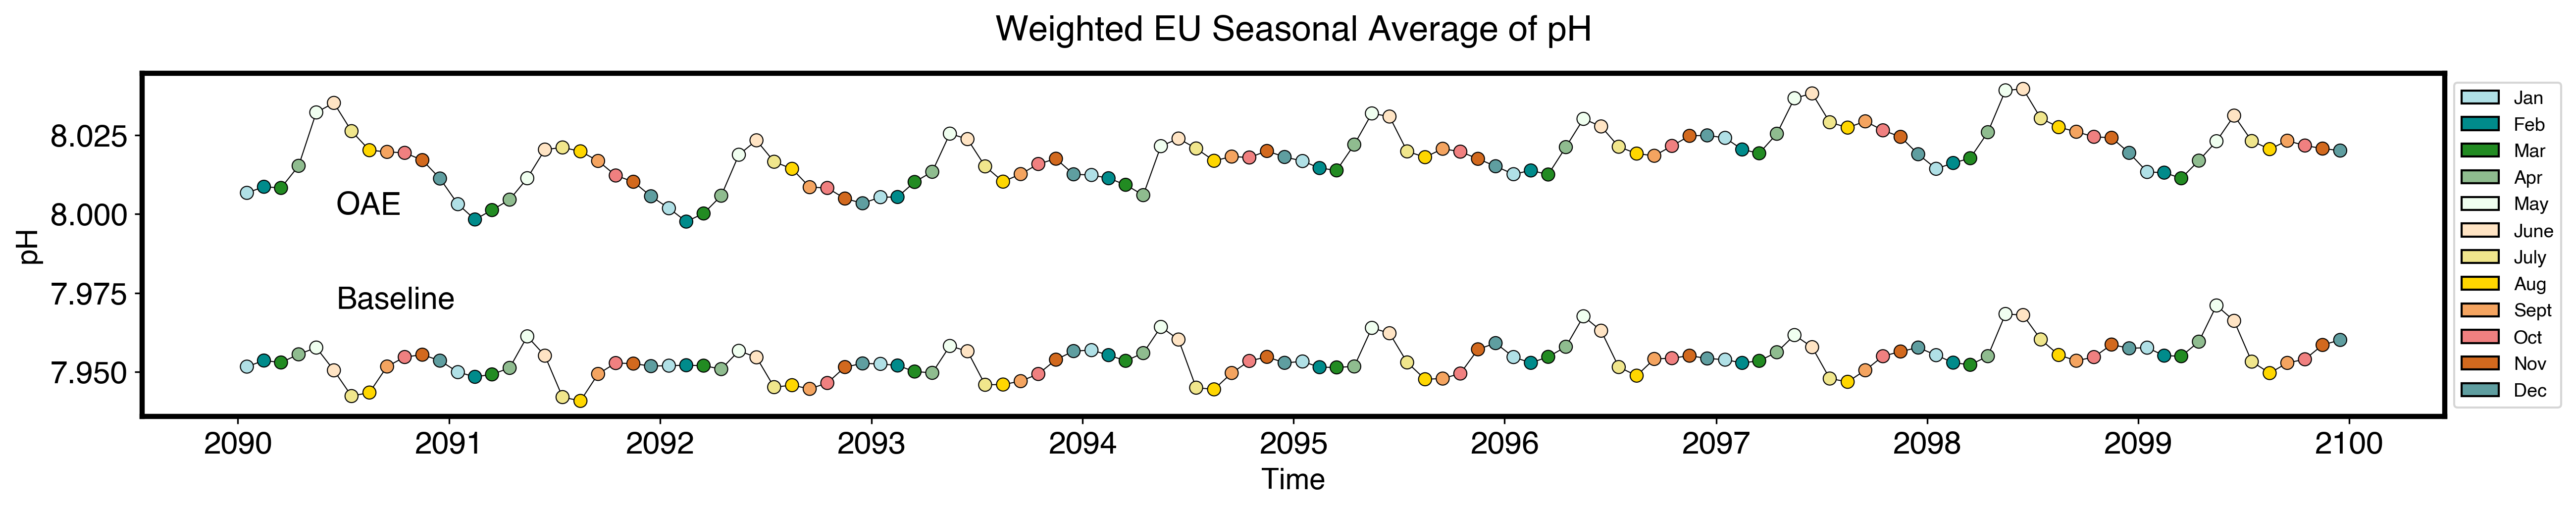 Weighted EU Seasonal Average of pH
pH
8.025
8.000
7.975
7.950
OAE
Baseline
2090 2091 2092 2093 2094 2095 2096 2097 2098 2099 2100
Time
Jan
Feb
Mar
Apr
May
June
July
Aug
Sept
Oct
Nov
Dec